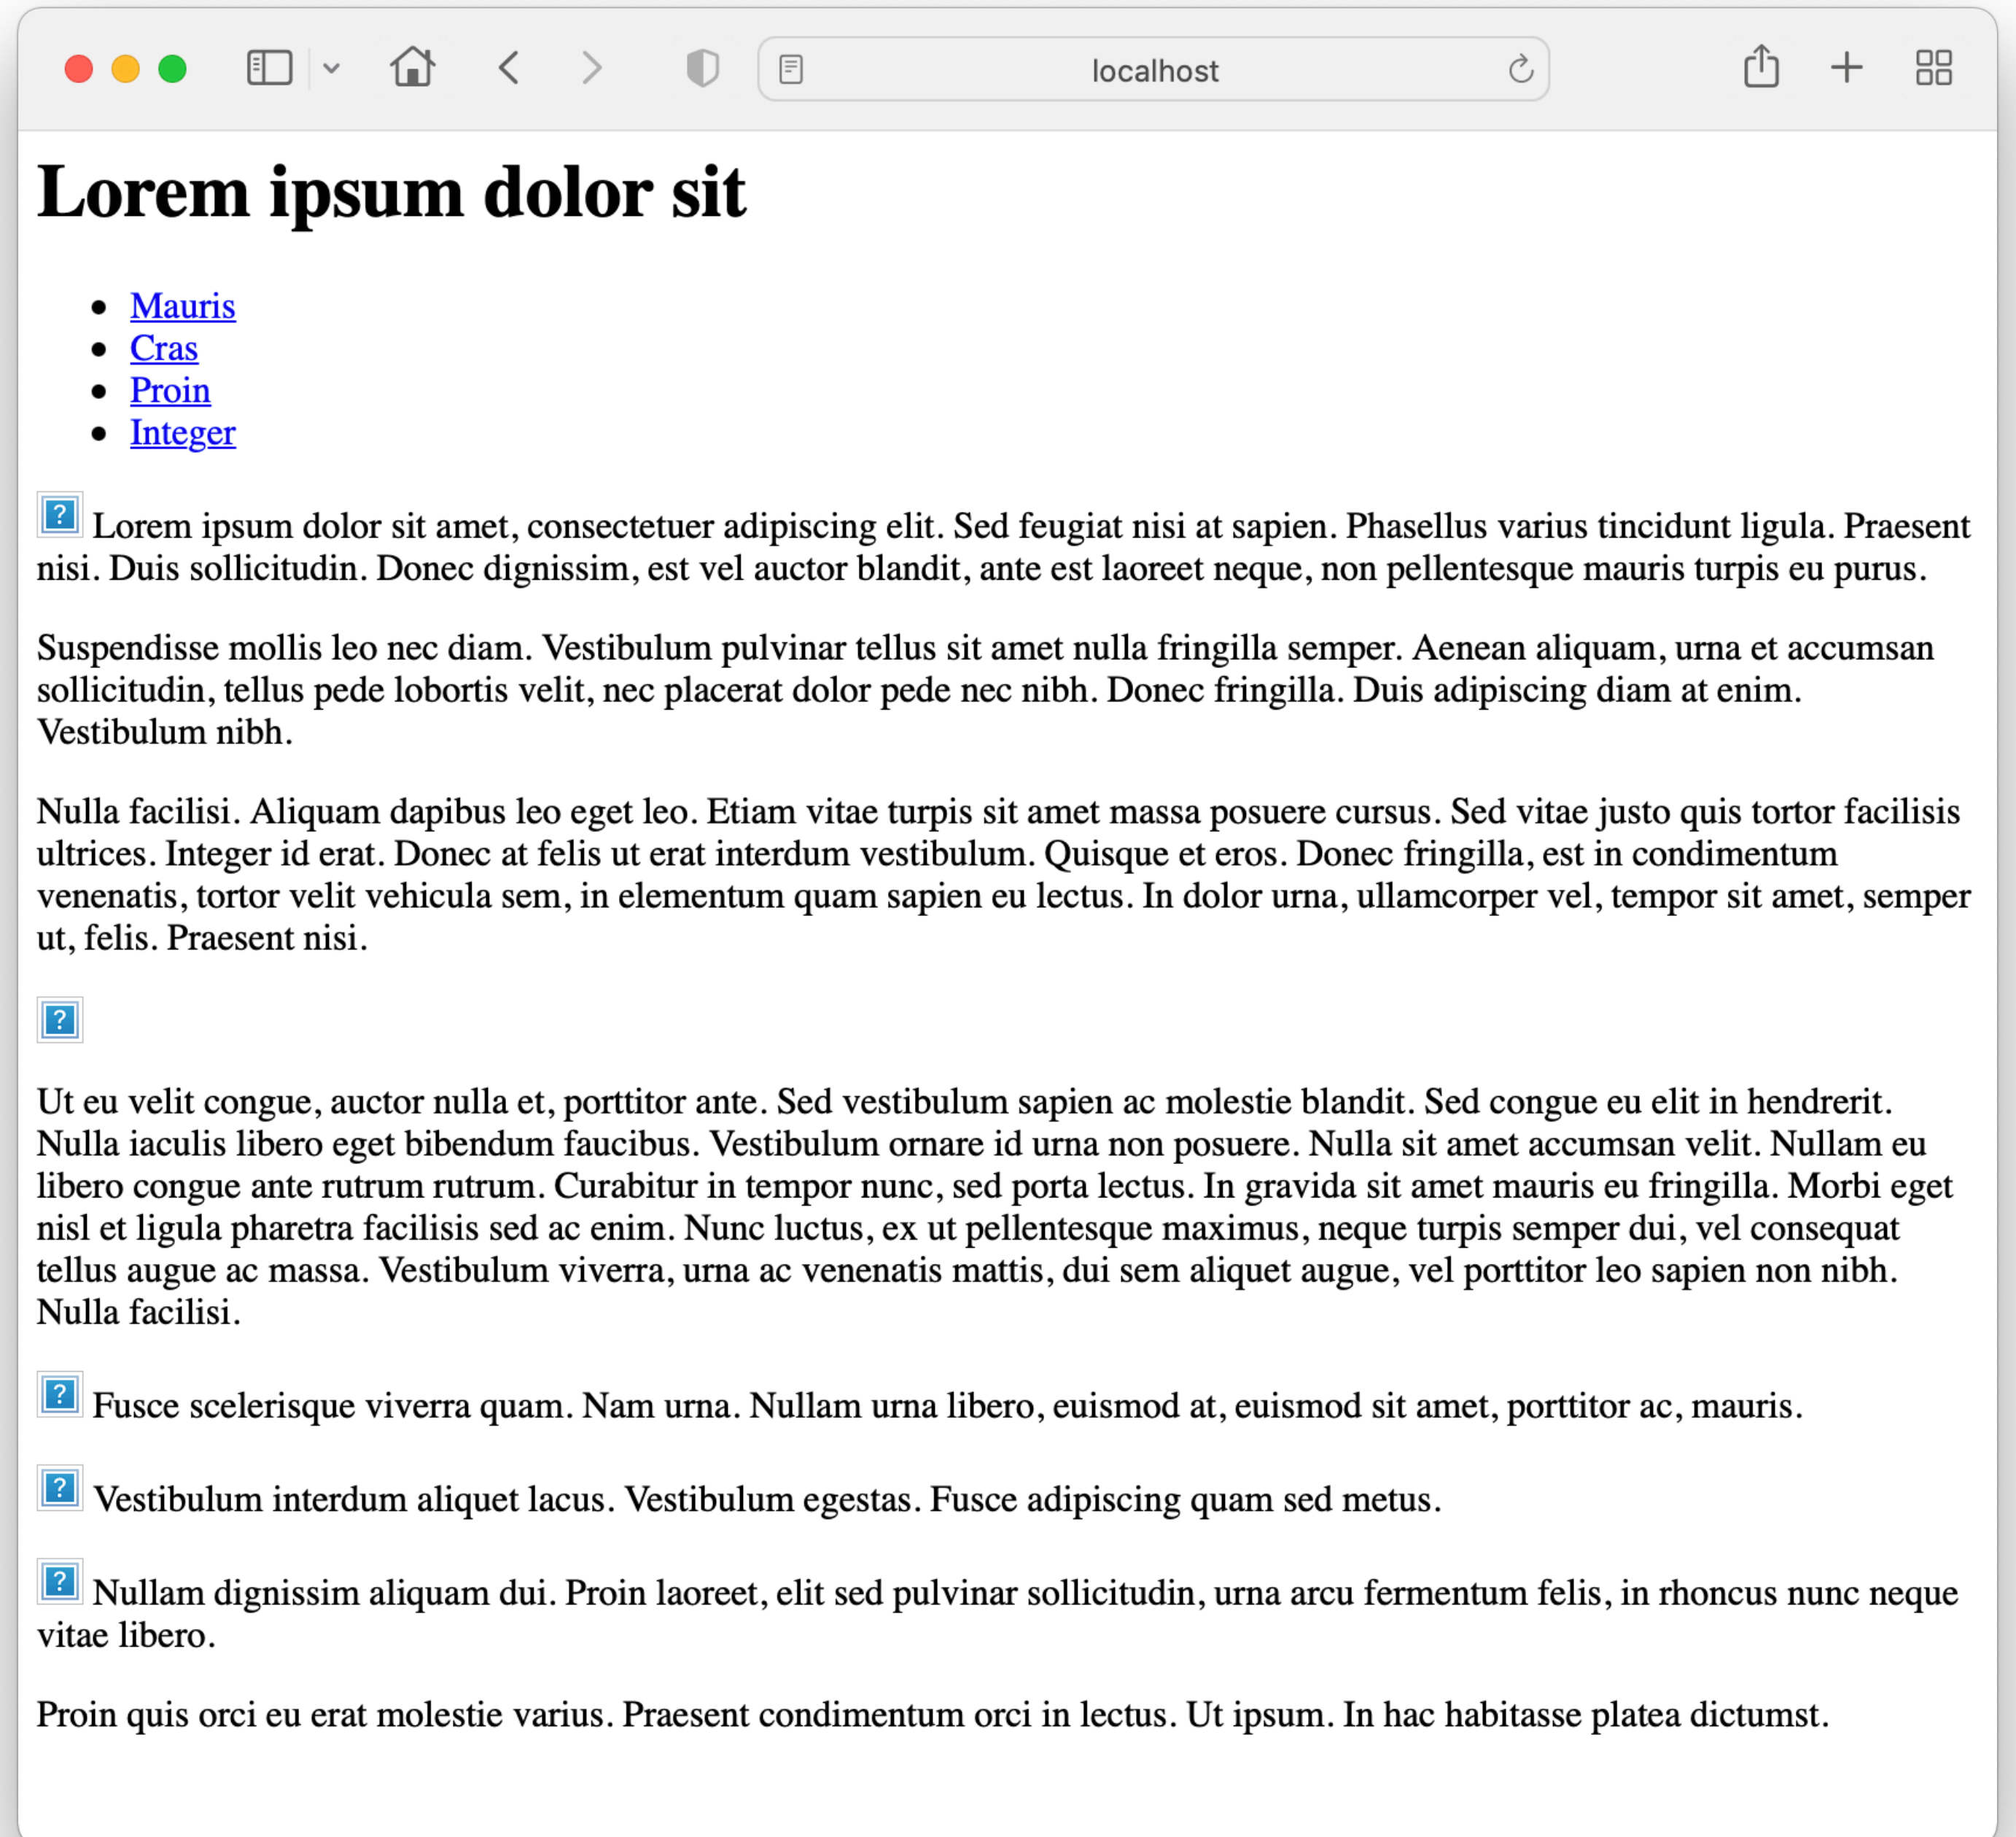 localhost
Lorem ipsum dolor sit
Mauris
Cras
Proin
Integer
Lorem ipsum dolor sit amet, consectetuer adipiscing elit. Sed feugiat nisi at sapien. Phasellus varius tincidunt ligula. Praesent
nisi. Duis sollicitudin. Donec dignissim, est vel auctor blandit, ante est laoreet neque, non pellentesque mauris turpis eu purus.
Suspendisse mollis leo nec diam. Vestibulum pulvinar tellus sit amet nulla fringilla semper. Aenean aliquam, urna et accumsan
sollicitudin, tellus pede lobortis velit, nec placerat dolor pede nec nibh. Donec fringilla. Duis adipiscing diam at enim.
Vestibulum nibh.
Nulla facilisi. Aliquam dapibus leo eget leo. Etiam vitae turpis sit amet massa posuere cursus. Sed vitae justo quis tortor facilisis
ultrices. Integer id erat. Donec at felis ut erat interdum vestibulum. Quisque et eros. Donec fringilla, est in condimentum
venenatis, tortor velit vehicula sem, in elementum quam sapien eu lectus. In dolor urna, ullamcorper vel, tempor sit amet, semper
ut, felis. Praesent nisi.
Ut eu velit congue, auctor nulla et, porttitor ante. Sed vestibulum sapien ac molestie blandit. Sed congue eu elit in hendrerit.
Nulla iaculis libero eget bibendum faucibus. Vestibulum ornare id urna non posuere. Nulla sit amet accumsan velit. Nullam eu
libero congue ante rutrum rutrum. Curabitur in tempor nunc, sed porta lectus. In gravida sit amet mauris eu fringilla. Morbi eget
nisl et ligula pharetra facilisis sed ac enim. Nunc luctus, ex ut pellentesque maximus, neque turpis semper dui, vel consequat
tellus augue ac massa. Vestibulum viverra, urna ac venenatis mattis, dui sem aliquet augue, vel porttitor leo sapien non nibh.
Nulla facilisi.
Fusce scelerisque viverra quam. Nam urna. Nullam urna libero, euismod at, euismod sit amet, porttitor ac, mauris.
Vestibulum interdum aliquet lacus. Vestibulum egestas. Fusce adipiscing quam sed metus.
Nullam dignissim aliquam dui. Proin laoreet, elit sed pulvinar sollicitudin, urna arcu fermentum felis, in rhoncus nunc neque
vitae libero.
Proin quis orci eu erat molestie varius. Praesent condimentum orci in lectus. Ut ipsum. In hac habitasse platea dictumst.